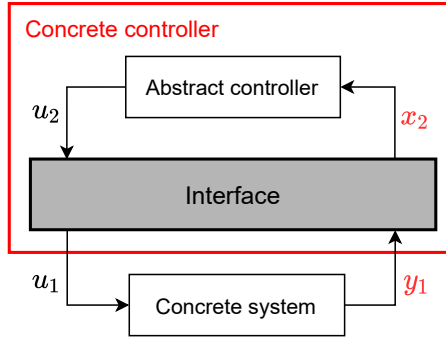 Concrete controller
Abstract controller
u₂
x₂
Interface
u₁
y₁
Concrete system